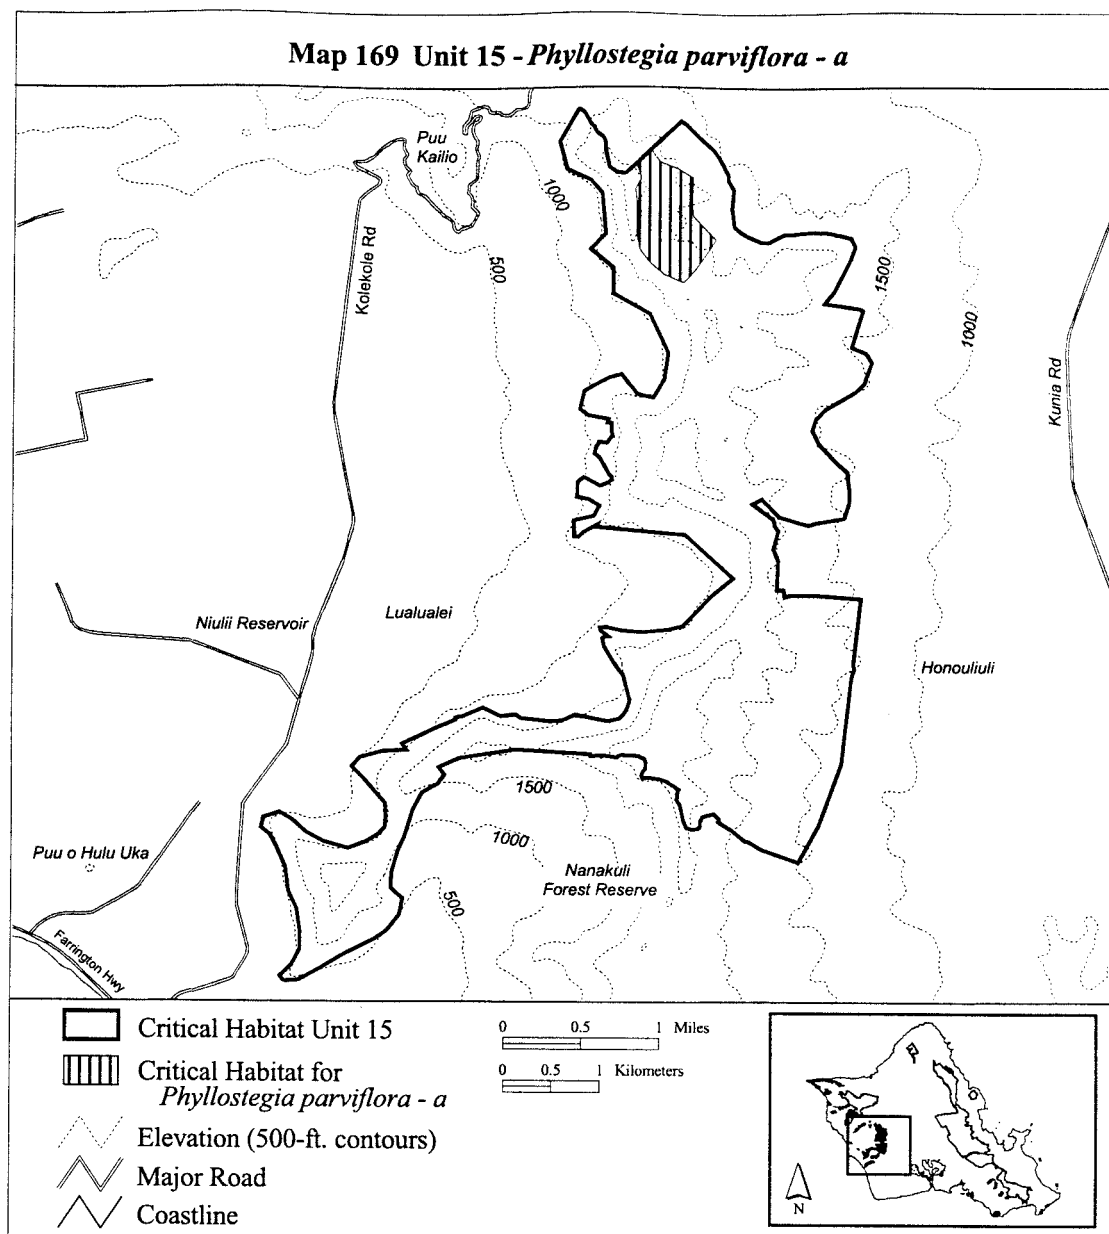 Map 169 Unit 15 - Phyllostegia parviflora - a
Puu
Kailio
1000
Kolekole Rd
500
1500
1000
Kunia Rd
Niulii Reservoir
Lualualei
Honouliuli
1500
1000
Puu o Hulu Uka
Nanakuli
Forest Reserve
500
Farrington Hwy
Critical Habitat Unit 15
Critical Habitat for
Phyllostegia parviflora - a
Elevation (500-ft. contours)
Major Road
Coastline
0 0.5 1 Miles
0 0.5 1 Kilometers
N